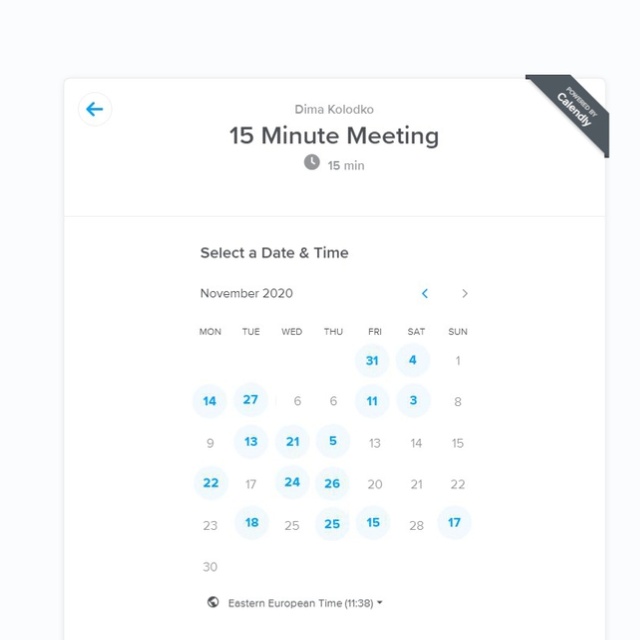 POWERED BY
Calendly
Dima Kolodko
15 Minute Meeting
15 min
Select a Date & Time
November 2020
MON TUE WED THU FRI SAT SUN
31 4 1
14 27 6 6 11 3 8
9 13 21 5 13 14 15
22 17 24 26 20 21 22
23 18 25 25 15 28 17
30
Eastern European Time (11:38)